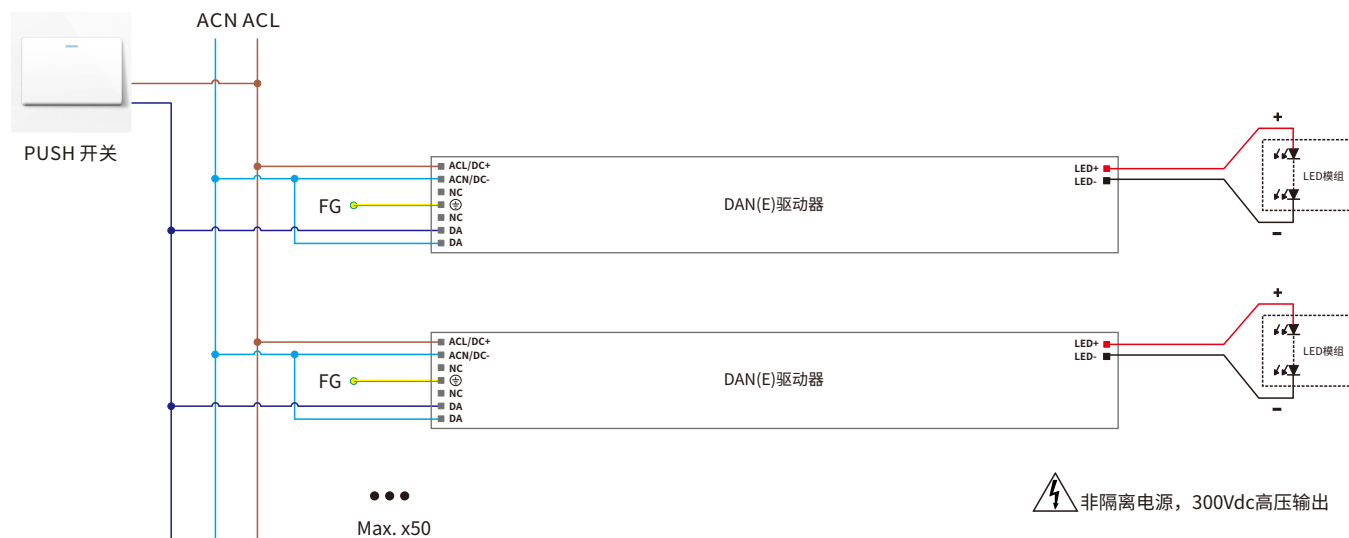 ACN ACL
PUSH 开关
ACL/DC+
ACN/DC-
NC
FG
NC
DA
DA
DAN(E)驱动器
LED+
LED-
+
LED模组
-
ACL/DC+
ACN/DC-
NC
FG
NC
DA
DA
DAN(E)驱动器
LED+
LED-
+
LED模组
-
•••
Max. x50
非隔离电源，300Vdc高压输出